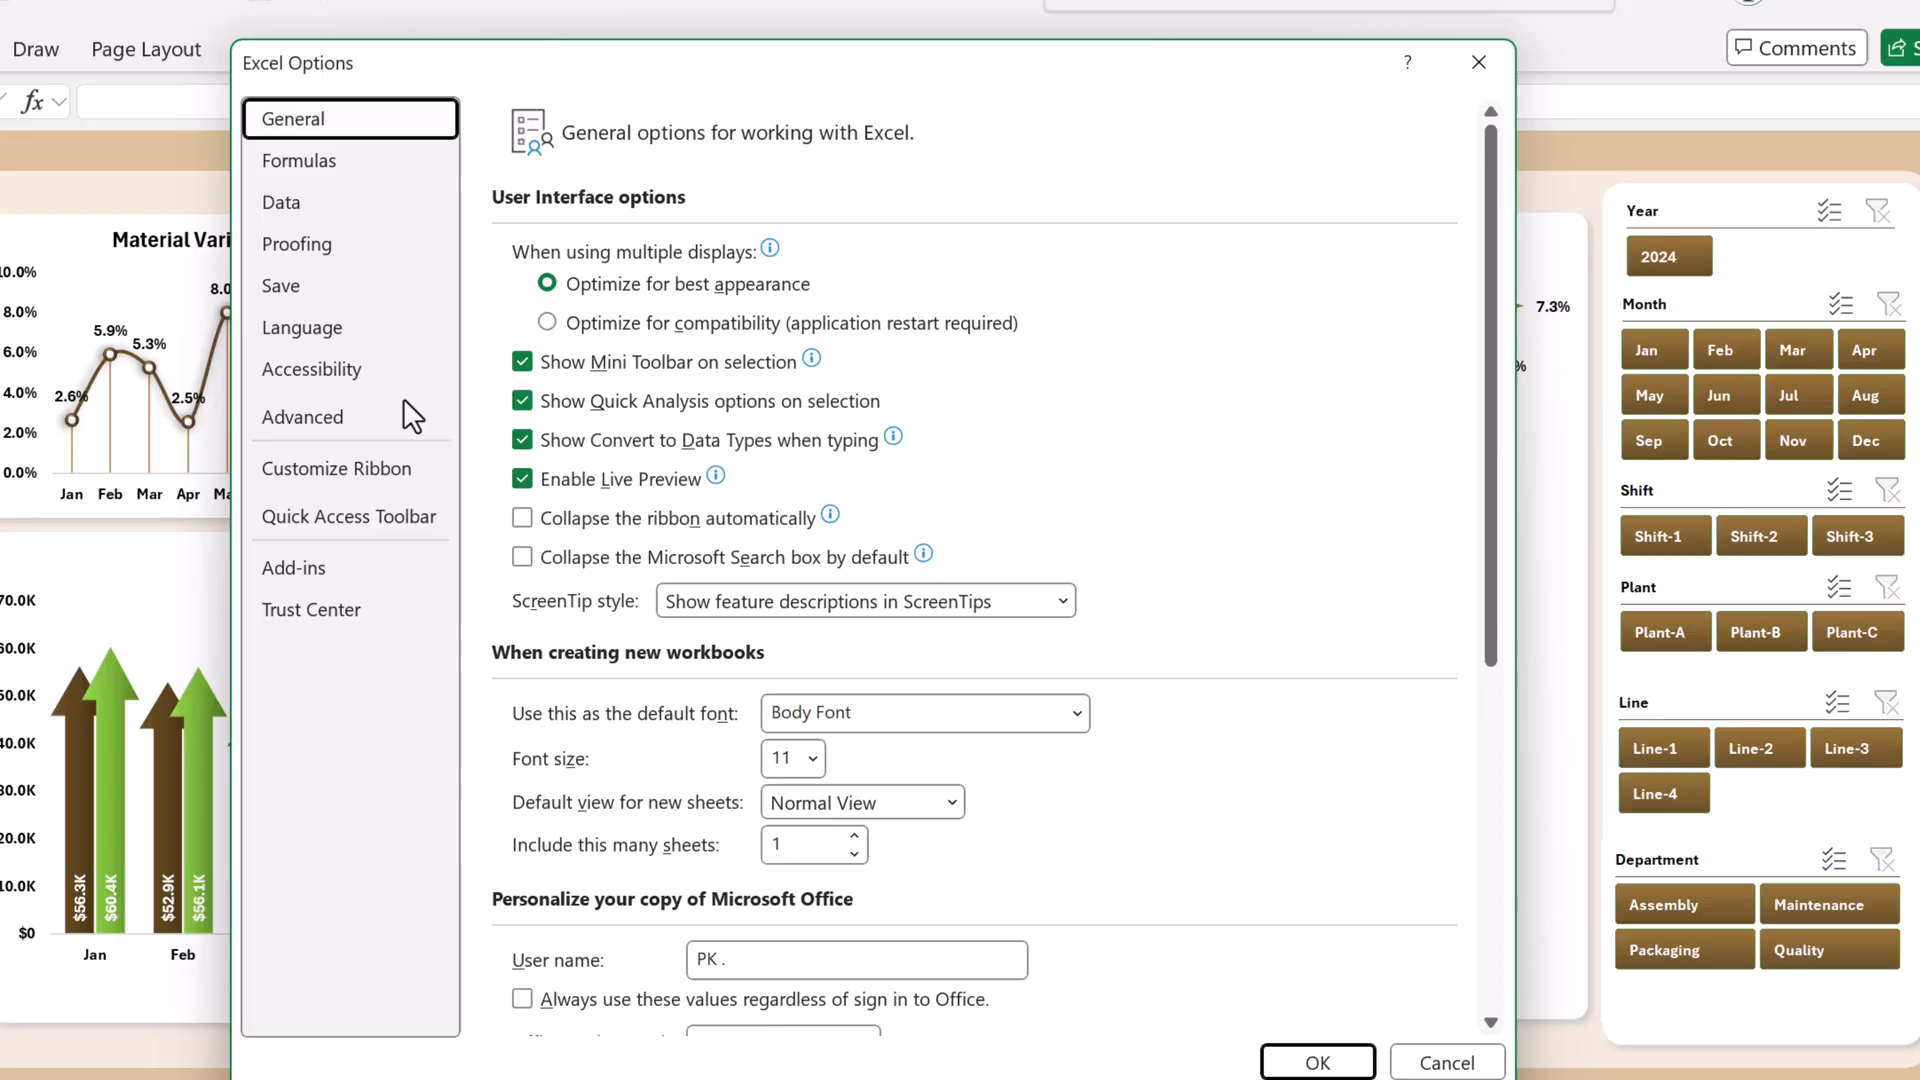 Draw
Page Layout
Comments
fx
Excel Options
?
General
Formulas
Data
Proofing
Save
Language
Accessibility
Advanced
Customize Ribbon
Quick Access Toolbar
Add-ins
Trust Center
General options for working with Excel.
User Interface options
When using multiple displays:
Optimize for best appearance
Optimize for compatibility (application restart required)
Show Mini Toolbar on selection
Show Quick Analysis options on selection
Show Convert to Data Types when typing
Enable Live Preview
Collapse the ribbon automatically
Collapse the Microsoft Search box by default
ScreenTip style: Show feature descriptions in ScreenTips
When creating new workbooks
Use this as the default font: Body Font
Font size: 11
Default view for new sheets: Normal View
Include this many sheets: 1
Personalize your copy of Microsoft Office
User name: PK .
Always use these values regardless of sign in to Office.
OK
Cancel
Material Vari
10.0%
8.0%
6.0%
4.0%
2.0%
0.0%
2.6%
5.9%
5.3%
2.5%
8.0
Jan Feb Mar Apr Ma
70.0K
60.0K
50.0K
40.0K
30.0K
20.0K
10.0K
$0
$56.3K
$60.4K
$52.9K
$56.1K
Jan
Feb
7.3%
%
Year
2024
Month
Jan Feb Mar Apr
May Jun Jul Aug
Sep Oct Nov Dec
Shift
Shift-1 Shift-2 Shift-3
Plant
Plant-A Plant-B Plant-C
Line
Line-1 Line-2 Line-3
Line-4
Department
Assembly Maintenance
Packaging Quality